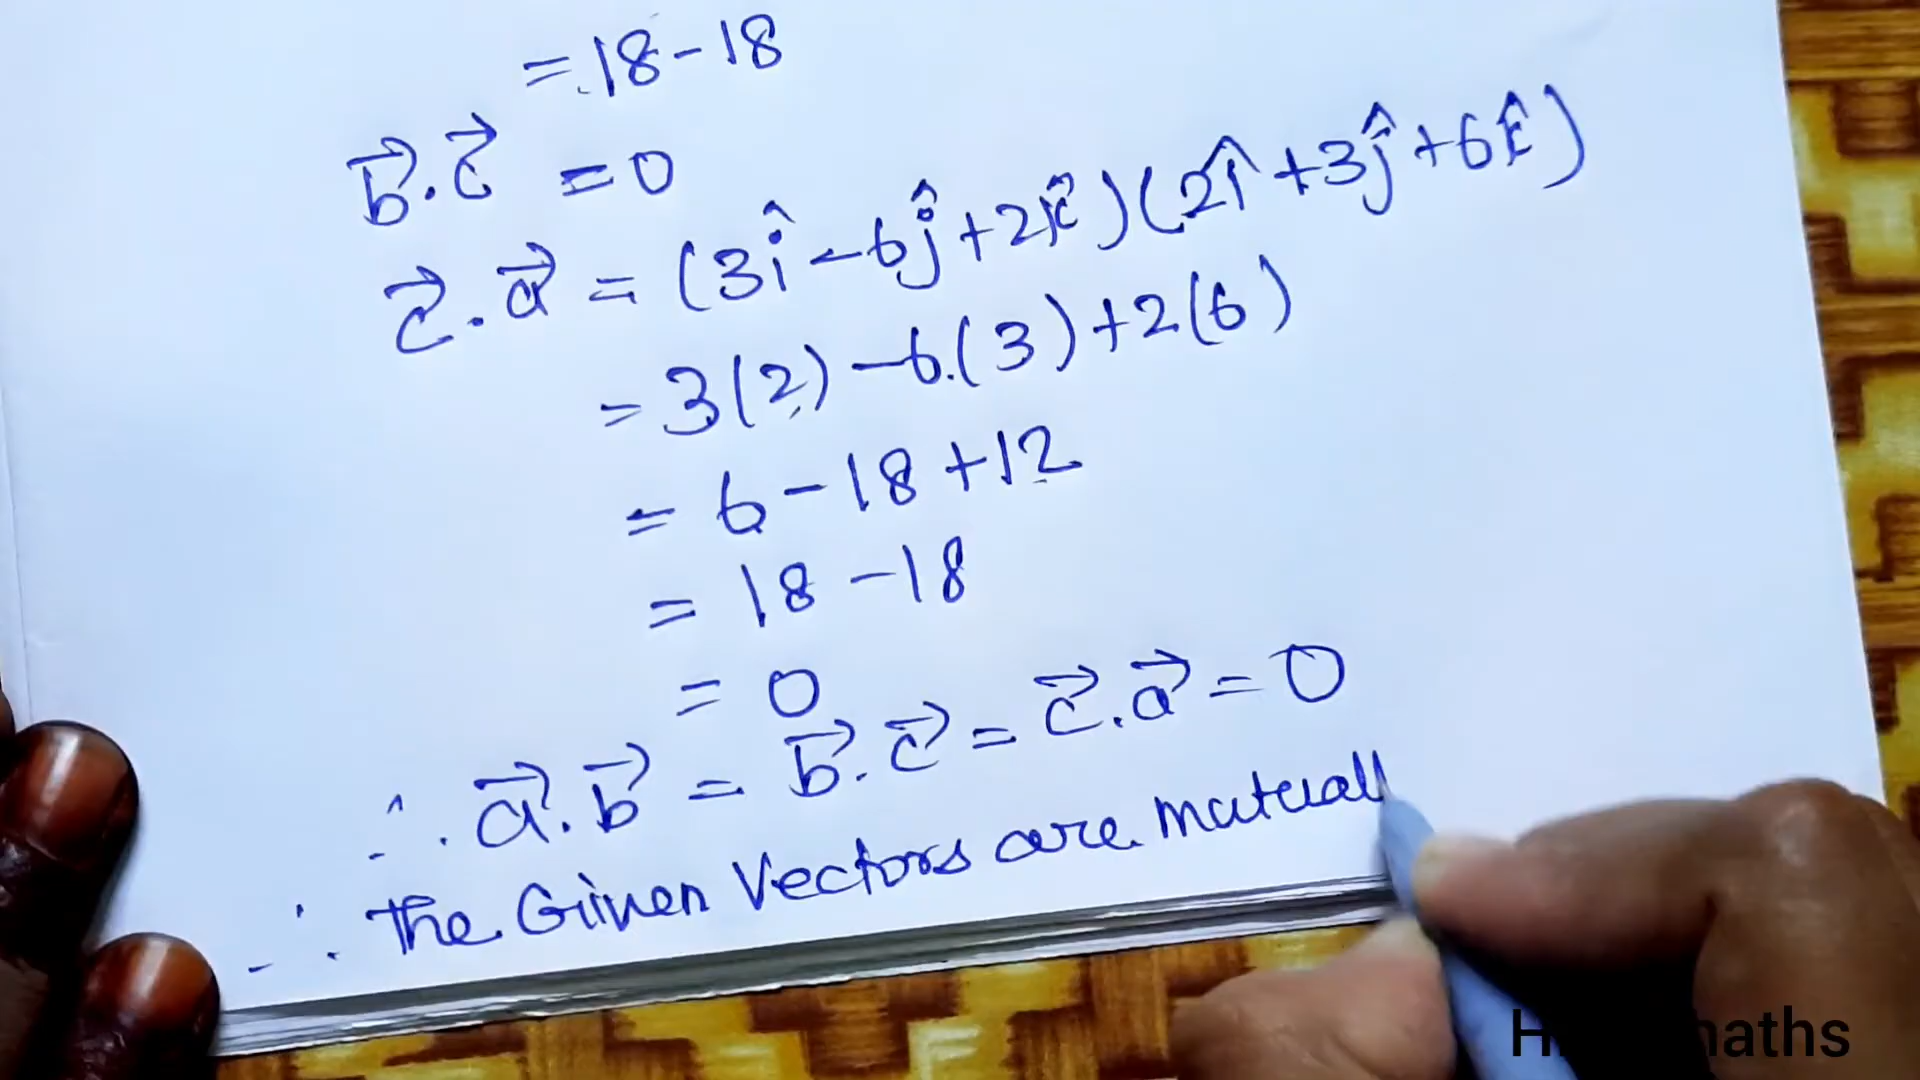 = 18 - 18
b⃗ . c⃗ = 0
c⃗ . a⃗ = (3î - 6ĵ + 2k̂)(2î + 3ĵ + 6k̂)
= 3(2) - 6.(3) + 2(6)
= 6 - 18 + 12
= 18 - 18
= 0
∴ a⃗ . b⃗ = b⃗ . c⃗ = c⃗ . a⃗ = 0
∴ The Given Vectors are mutuall